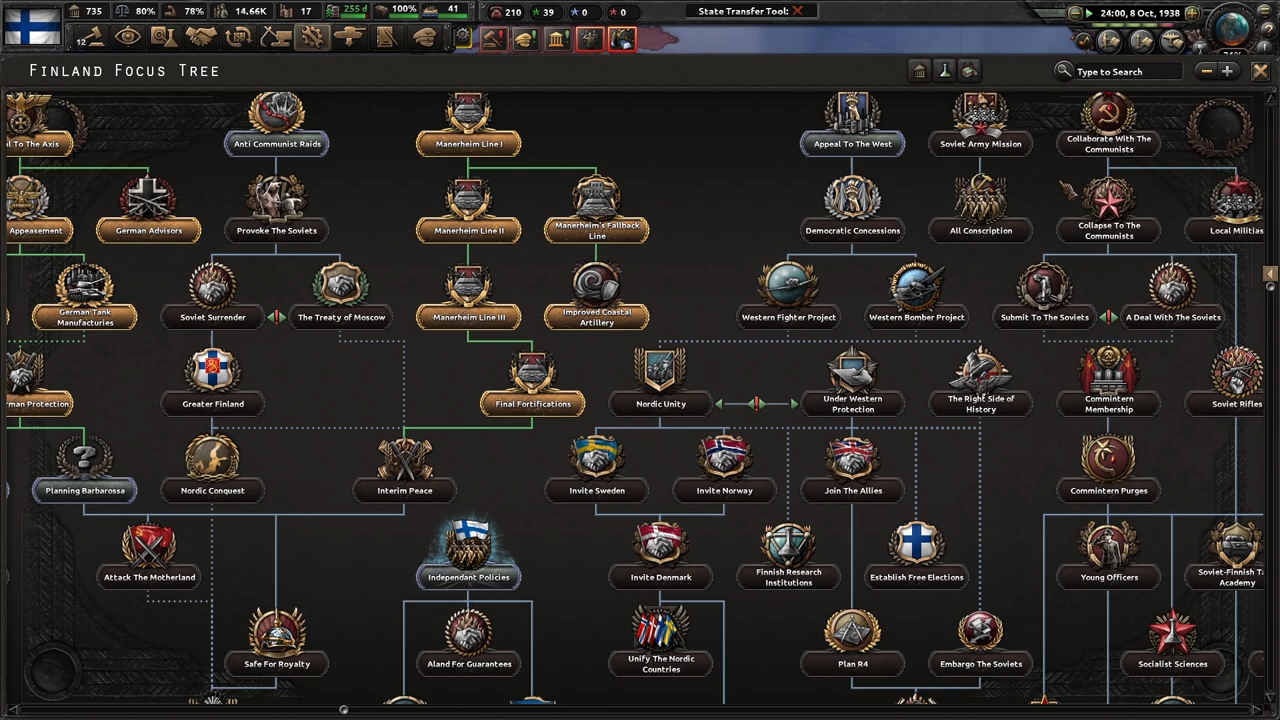 735 80% 78% 14.66K 17 255 d 100% 41 210 39 0 0 State Transfer Tool: 24:00, 8 Oct, 1938
12
FINLAND FOCUS TREE
Type to Search
l To The Axis
Anti Communist Raids
Manerheim Line I
Appeal To The West
Soviet Army Mission
Collaborate With The
Communists
Appeasement
German Advisors
Provoke The Soviets
Manerheim Line II
Manerheim's Fallback
Line
Democratic Concessions
All Conscription
Collapse To The
Communists
Local Militias
German Tank
Manufacturies
Soviet Surrender
The Treaty of Moscow
Manerheim Line III
Improved Coastal
Artillery
Western Fighter Project
Western Bomber Project
Submit To The Soviets
A Deal With The Soviets
rman Protection
Greater Finland
Final Fortifications
Nordic Unity
Under Western
Protection
The Right Side of
History
Commintern
Membership
Soviet Rifles
Planning Barbarossa
Nordic Conquest
Interim Peace
Invite Sweden
Invite Norway
Join The Allies
Commintern Purges
Attack The Motherland
Independant Policies
Invite Denmark
Finnish Research
Institutions
Establish Free Elections
Young Officers
Soviet-Finnish Ta
Academy
Safe For Royalty
Aland For Guarantees
Unify The Nordic
Countries
Plan R4
Embargo The Soviets
Socialist Sciences